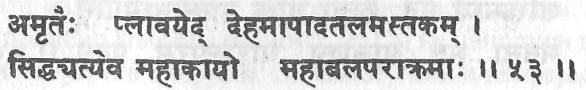 अमृतैः प्लावयेद् देहमापादतलमस्तकम् ।
सिद्धयत्येव महाकायो महाबलपराक्रमाः ॥ ५३ ॥